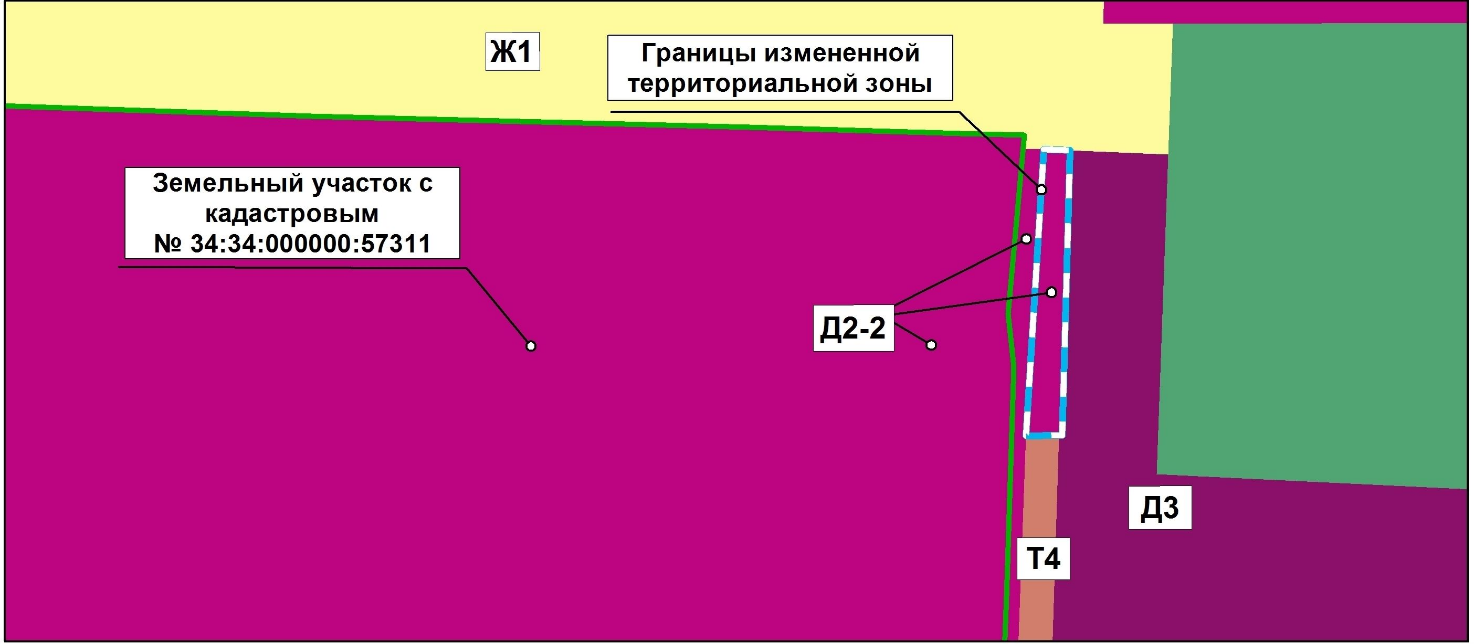 Ж1
Границы измененной
территориальной зоны
Земельный участок с
кадастровым
№ 34:34:000000:57311
Д2-2
Д3
Т4